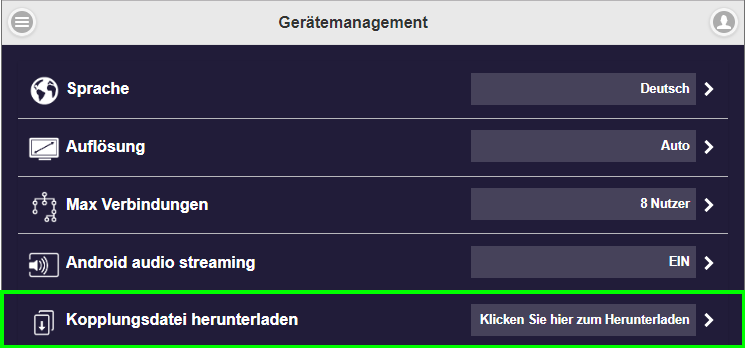 Gerätemanagement
Sprache Deutsch
Auflösung Auto
Max Verbindungen 8 Nutzer
Android audio streaming EIN
Kopplungsdatei herunterladen Klicken Sie hier zum Herunterladen